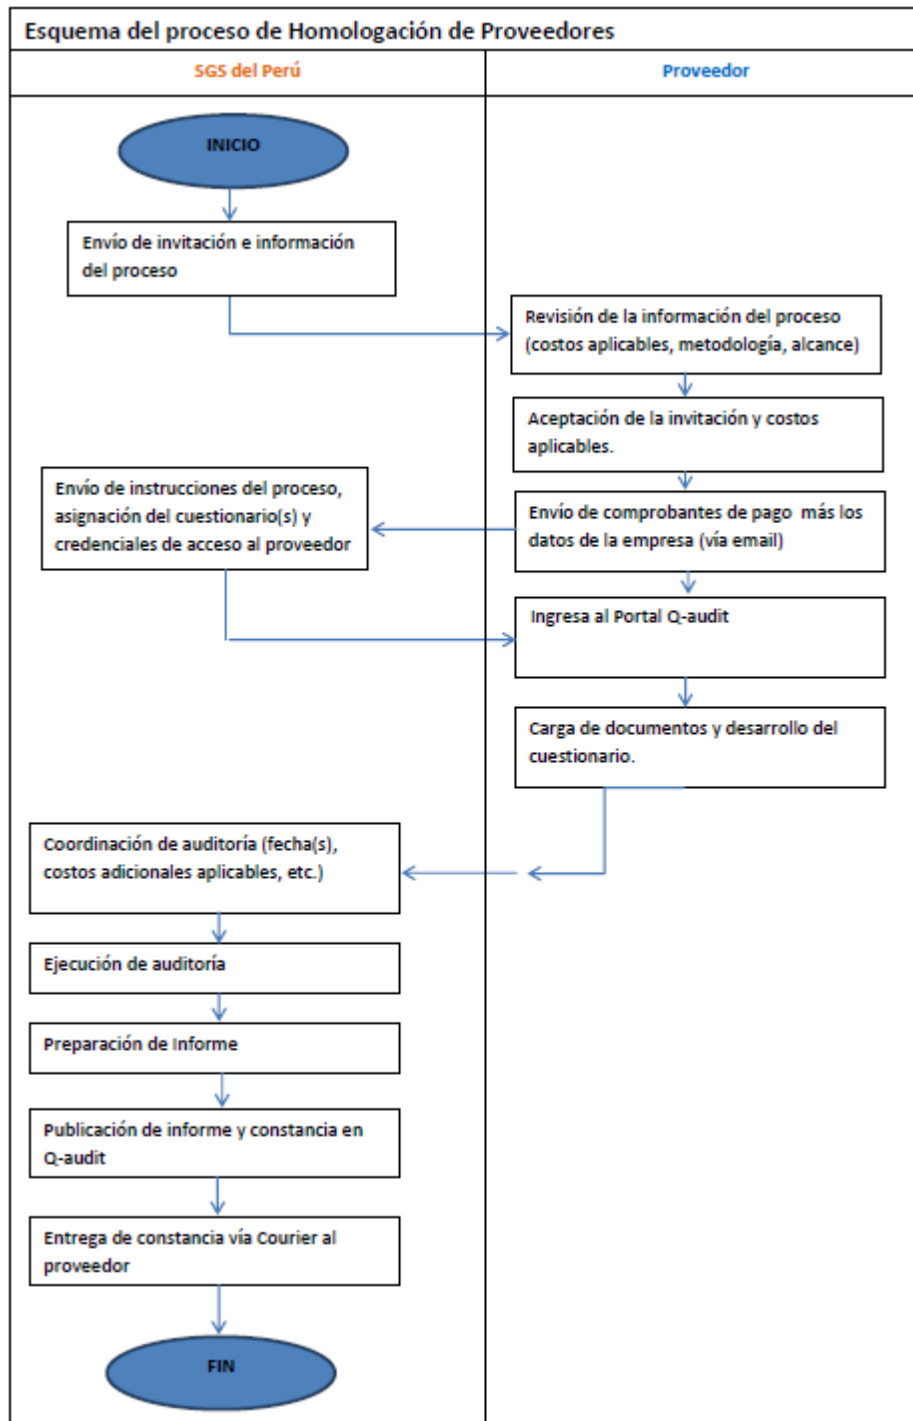 Esquema del proceso de Homologación de Proveedores
SGS del Perú
Proveedor
INICIO
Envío de invitación e información
del proceso
Revisión de la información del proceso
(costos aplicables, metodología, alcance)
Aceptación de la invitación y costos
aplicables.
Envío de comprobantes de pago más los
datos de la empresa (vía email)
Envío de instrucciones del proceso,
asignación del cuestionario(s) y
credenciales de acceso al proveedor
Ingresa al Portal Q-audit
Carga de documentos y desarrollo del
cuestionario.
Coordinación de auditoría (fecha(s),
costos adicionales aplicables, etc.)
Ejecución de auditoría
Preparación de Informe
Publicación de informe y constancia en
Q-audit
Entrega de constancia vía Courier al
proveedor
FIN